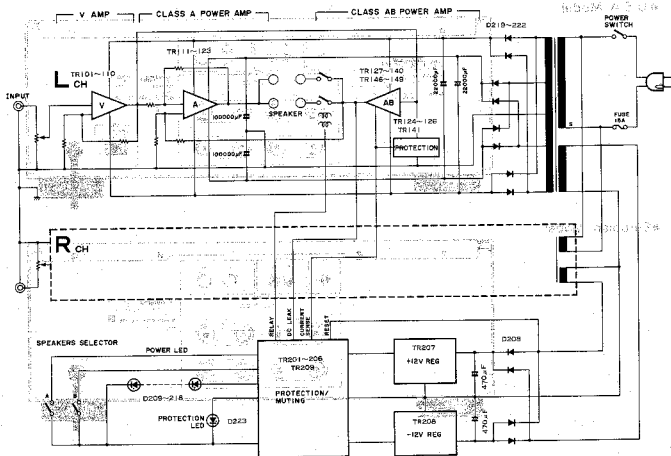 V AMP
CLASS A POWER AMP
CLASS AB POWER AMP
D219~222
POWER SWITCH
L CH
TR101~110
TR111~123
TR127~140
TR146~149
INPUT
V
A
AB
100000µF
100000µF
SPEAKER
22000µF
22000µF
TR124~126
TR141
PROTECTION
S
FUSE
15A
R CH
RELAY
DC LEAK
CURRENT SENSE
RESET
SPEAKERS SELECTOR
POWER LED
A
B
D209~218
PROTECTION LED
D223
TR201~206
TR209
PROTECTION/
MUTING
TR207
+12V REG
TR208
-12V REG
470µF
470µF